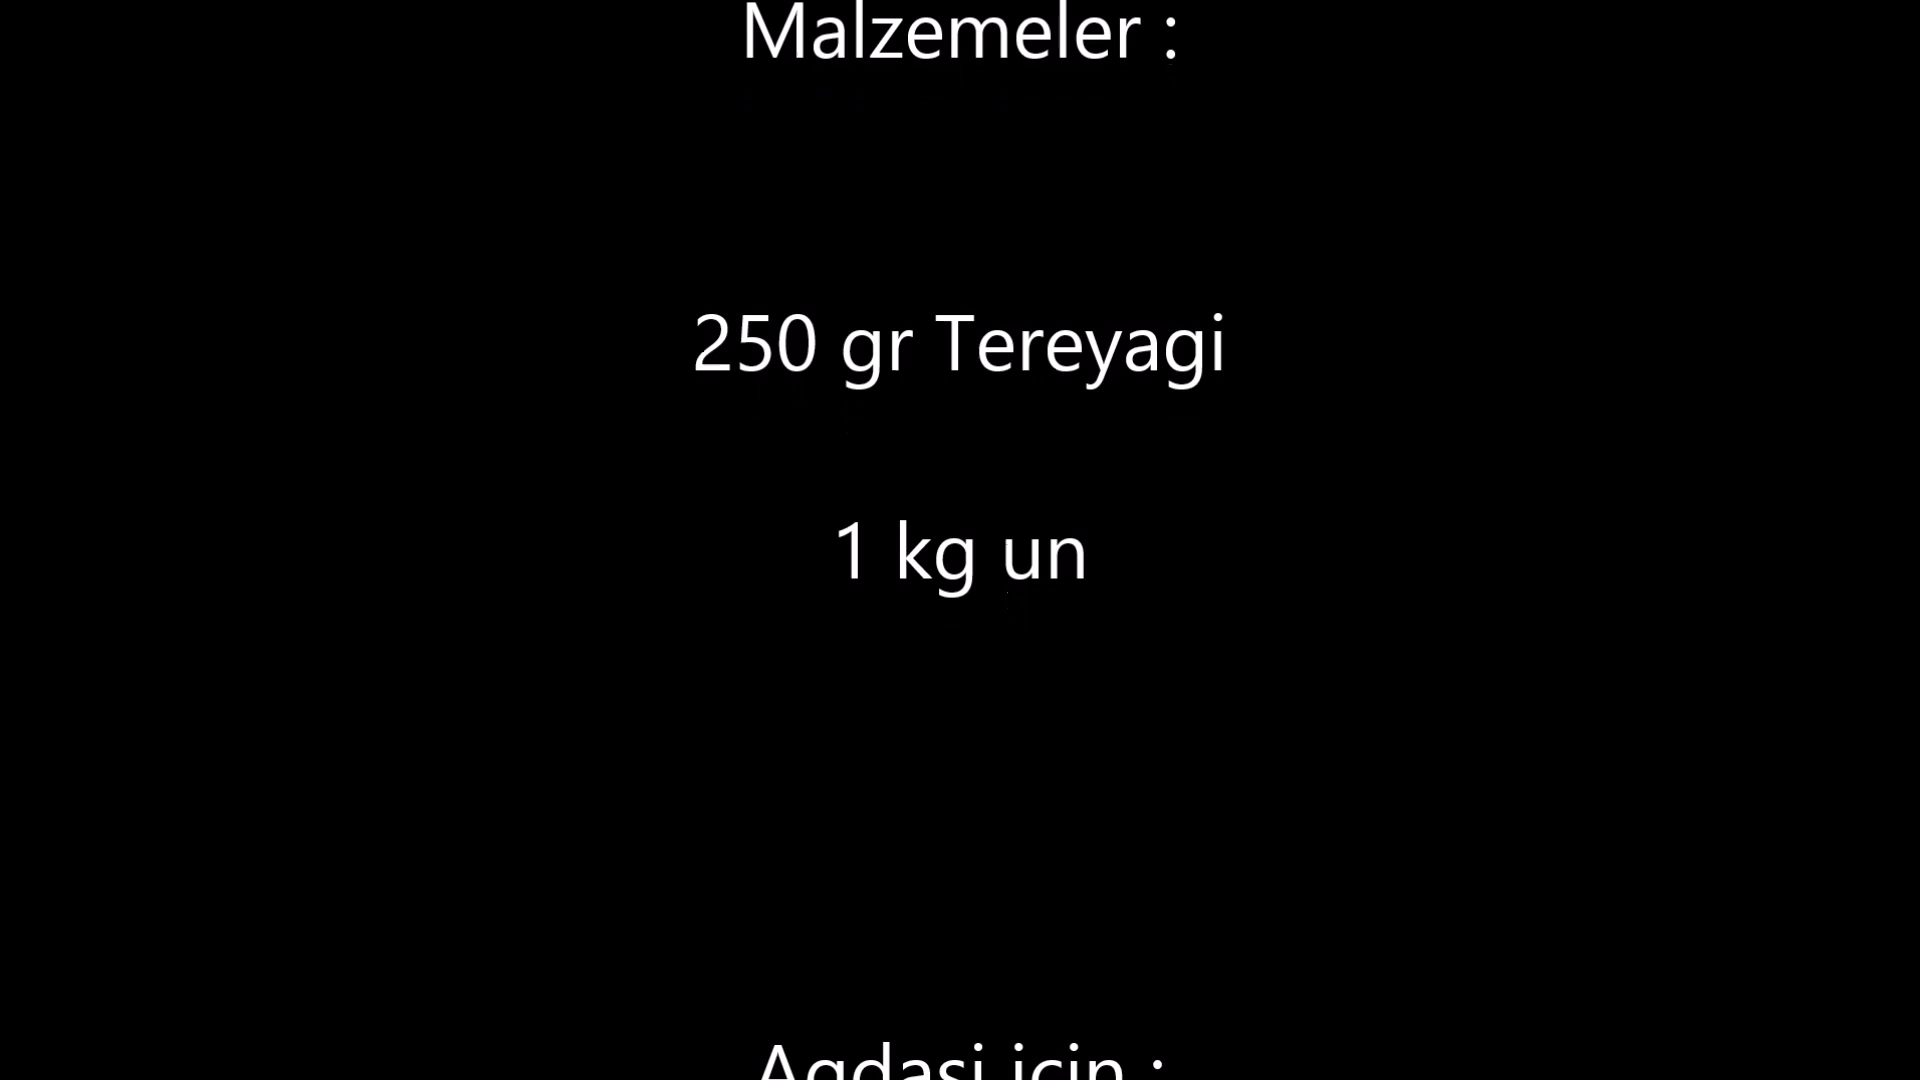 Malzemeler :
250 gr Tereyagi
1 kg un
Agdasi icin :